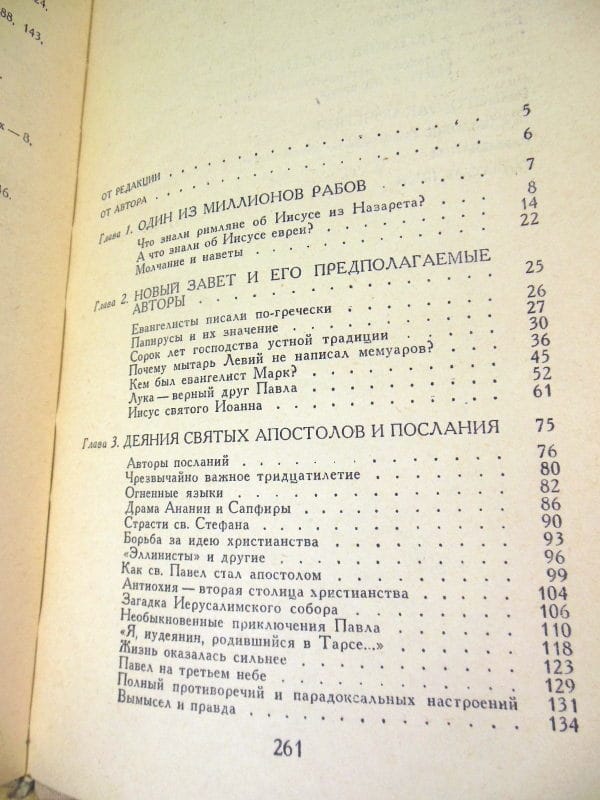 88, 143,
х — 8,
ОТ РЕДАКЦИИ . . . . . . . . . . 5
ОТ АВТОРА . . . . . . . . . . 6
Глава 1. ОДИН ИЗ МИЛЛИОНОВ РАБОВ . . . . . 7
Что знали римляне об Иисусе из Назарета? . . . 8
А что знали об Иисусе евреи? . . . . . . 14
Молчание и наветы . . . . . . . . 22
Глава 2. НОВЫЙ ЗАВЕТ И ЕГО ПРЕДПОЛАГАЕМЫЕ
АВТОРЫ . . . . . . . . . . 25
Евангелисты писали по-гречески . . . . . 26
Папирусы и их значение . . . . . . . 27
Сорок лет господства устной традиции . . . . 30
Почему мытарь Левий не написал мемуаров? . . . 36
Кем был евангелист Марк? . . . . . . 45
Лука — верный друг Павла . . . . . . 52
Иисус святого Иоанна . . . . . . . 61
Глава 3. ДЕЯНИЯ СВЯТЫХ АПОСТОЛОВ И ПОСЛАНИЯ 75
Авторы посланий . . . . . . . . 76
Чрезвычайно важное тридцатилетие . . . . . 80
Огненные языки . . . . . . . . 82
Драма Анании и Сапфиры . . . . . . 86
Страсти св. Стефана . . . . . . . 90
Борьба за идею христианства . . . . . . 93
«Эллинисты» и другие . . . . . . . 96
Как св. Павел стал апостолом . . . . . . 99
Антиохия — вторая столица христианства . . . . 104
Загадка Иерусалимского собора . . . . . 106
Необыкновенные приключения Павла . . . . . 110
«Я, иудеянин, родившийся в Тарсе...» . . . . 118
Жизнь оказалась сильнее . . . . . . . 123
Павел на третьем небе . . . . . . . 129
Полный противоречий и парадоксальных настроений 131
Вымысел и правда . . . . . . . . 134
261